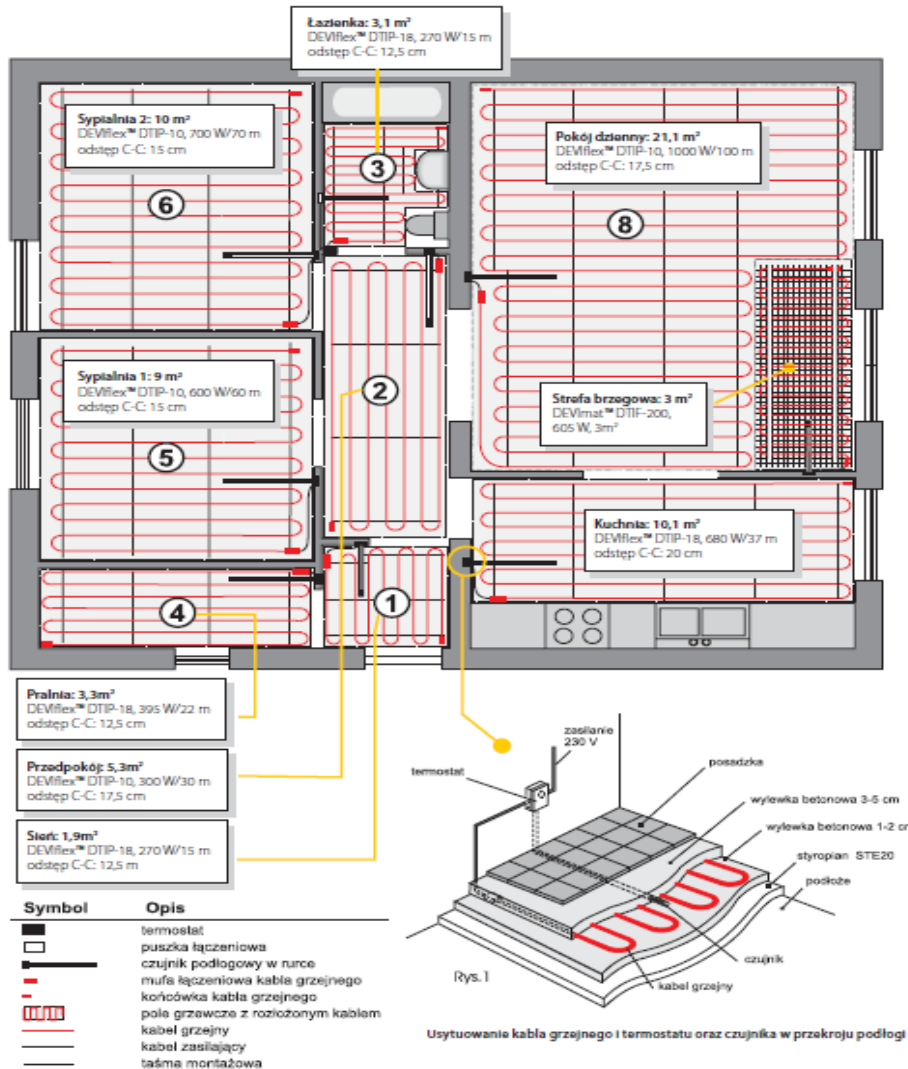 Łazienka: 3,1 m²
DEVIflex™ DTIP-18, 270 W/15 m
odstęp C-C: 12,5 cm
Sypialnia 2: 10 m²
DEVIflex™ DTIP-10, 700 W/70 m
odstęp C-C: 15 cm
Pokój dzienny: 21,1 m²
DEVIflex™ DTIP-10, 1000 W/100 m
odstęp C-C: 17,5 cm
3
6
8
Sypialnia 1: 9 m²
DEVIflex™ DTIP-10, 600 W/60 m
odstęp C-C: 15 cm
2
Strefa brzegowa: 3 m²
DEVImat™ DTIF-200,
605 W, 3m²
5
Kuchnia: 10,1 m²
DEVIflex™ DTIP-18, 680 W/37 m
odstęp C-C: 20 cm
4
1
Pralnia: 3,3m²
DEVIflex™ DTIP-18, 395 W/22 m
odstęp C-C: 12,5 cm
Przedpokój: 5,3m²
DEVIflex™ DTIP-10, 300 W/30 m
odstęp C-C: 17,5 cm
Sień: 1,9m²
DEVIflex™ DTIP-18, 270 W/15 m
odstęp C-C: 12,5 m
zasilanie
230 V
termostat
posadzka
wylewka betonowa 3-5 cm
wylewka betonowa 1-2 cr
styropian STE20
podłoże
czujnik
kabel grzejny
Rys.1
Usytuowanie kabla grzejnego i termostatu oraz czujnika w przekroju podłogi
Symbol Opis
termostat
puszka łączeniowa
czujnik podłogowy w rurce
mufa łączeniowa kabla grzejnego
końcówka kabla grzejnego
pole grzewcze z rozłożonym kablem
kabel grzejny
kabel zasilający
taśma montażowa